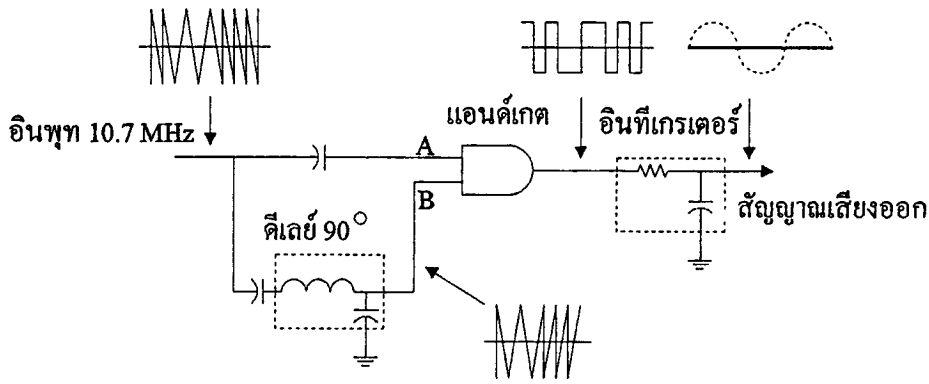 อินพุท 10.7 MHz
แอนด์เกต
อินทีเกรเตอร์
A
B
ดีเลย์ 90°
สัญญาณเสียงออก